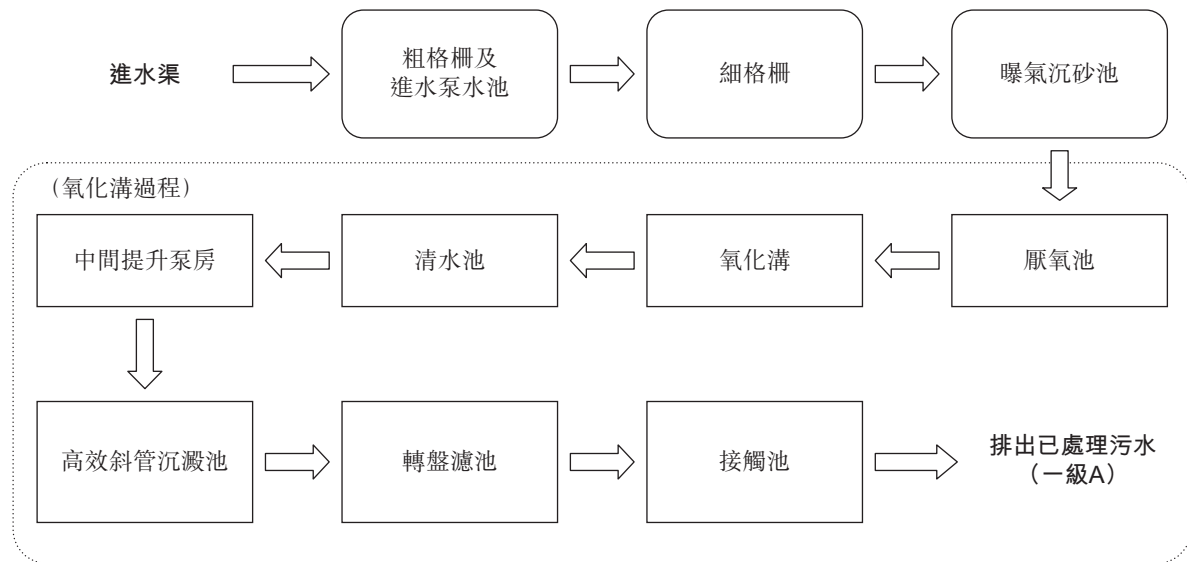 進水渠
粗格柵及
進水泵水池
細格柵
曝氣沉砂池
（氧化溝過程）
厭氧池
氧化溝
清水池
中間提升泵房
高效斜管沉澱池
轉盤濾池
接觸池
排出已處理污水
（一級A）